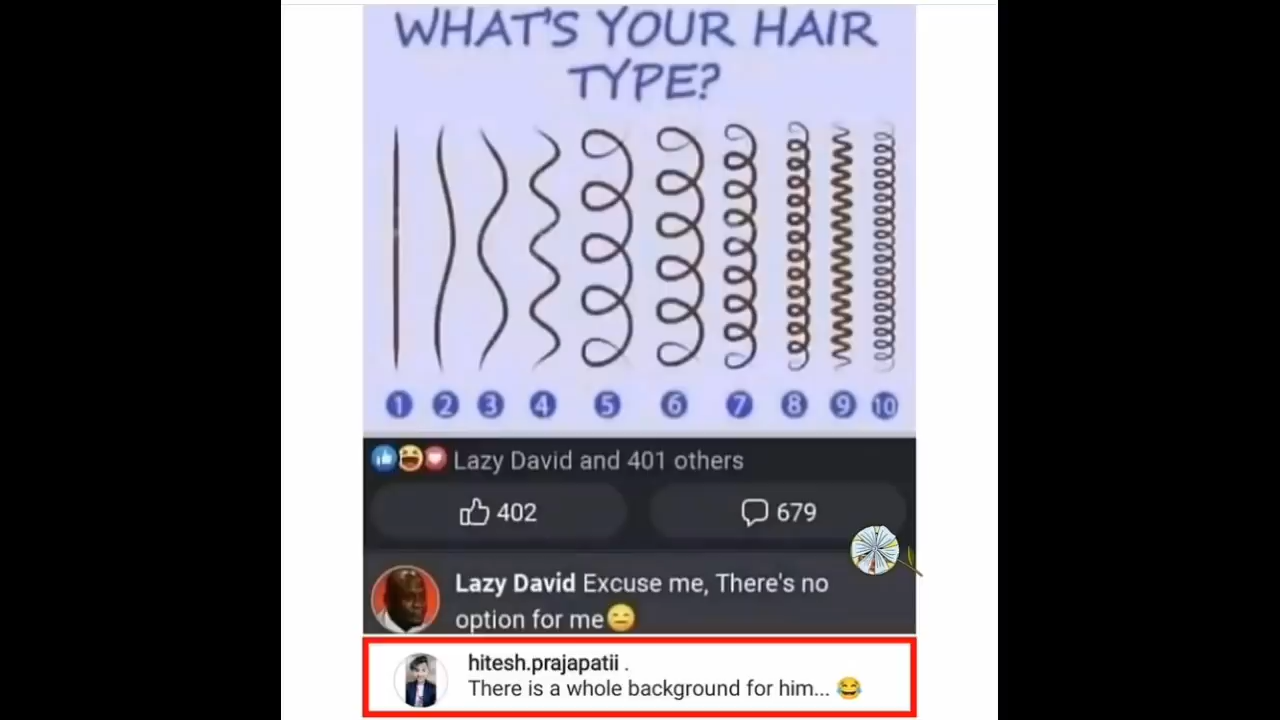 WHAT'S YOUR HAIR
TYPE?
1 2 3 4 5 6 7 8 9 10
Lazy David and 401 others
402 679
Lazy David Excuse me, There's no
option for me😑
hitesh.prajapatii .
There is a whole background for him... 😂